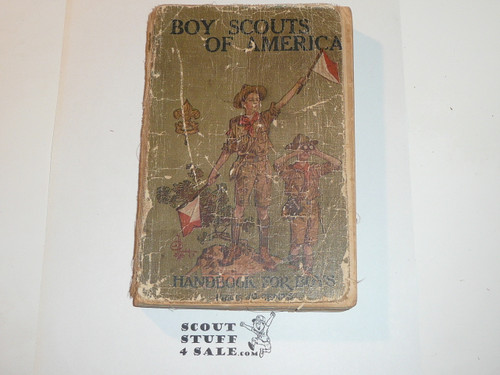 BOY SCOUTS
OF AMERICA
HANDBOOK FOR BOYS
SCOUT
STUFF
4 SALE.com